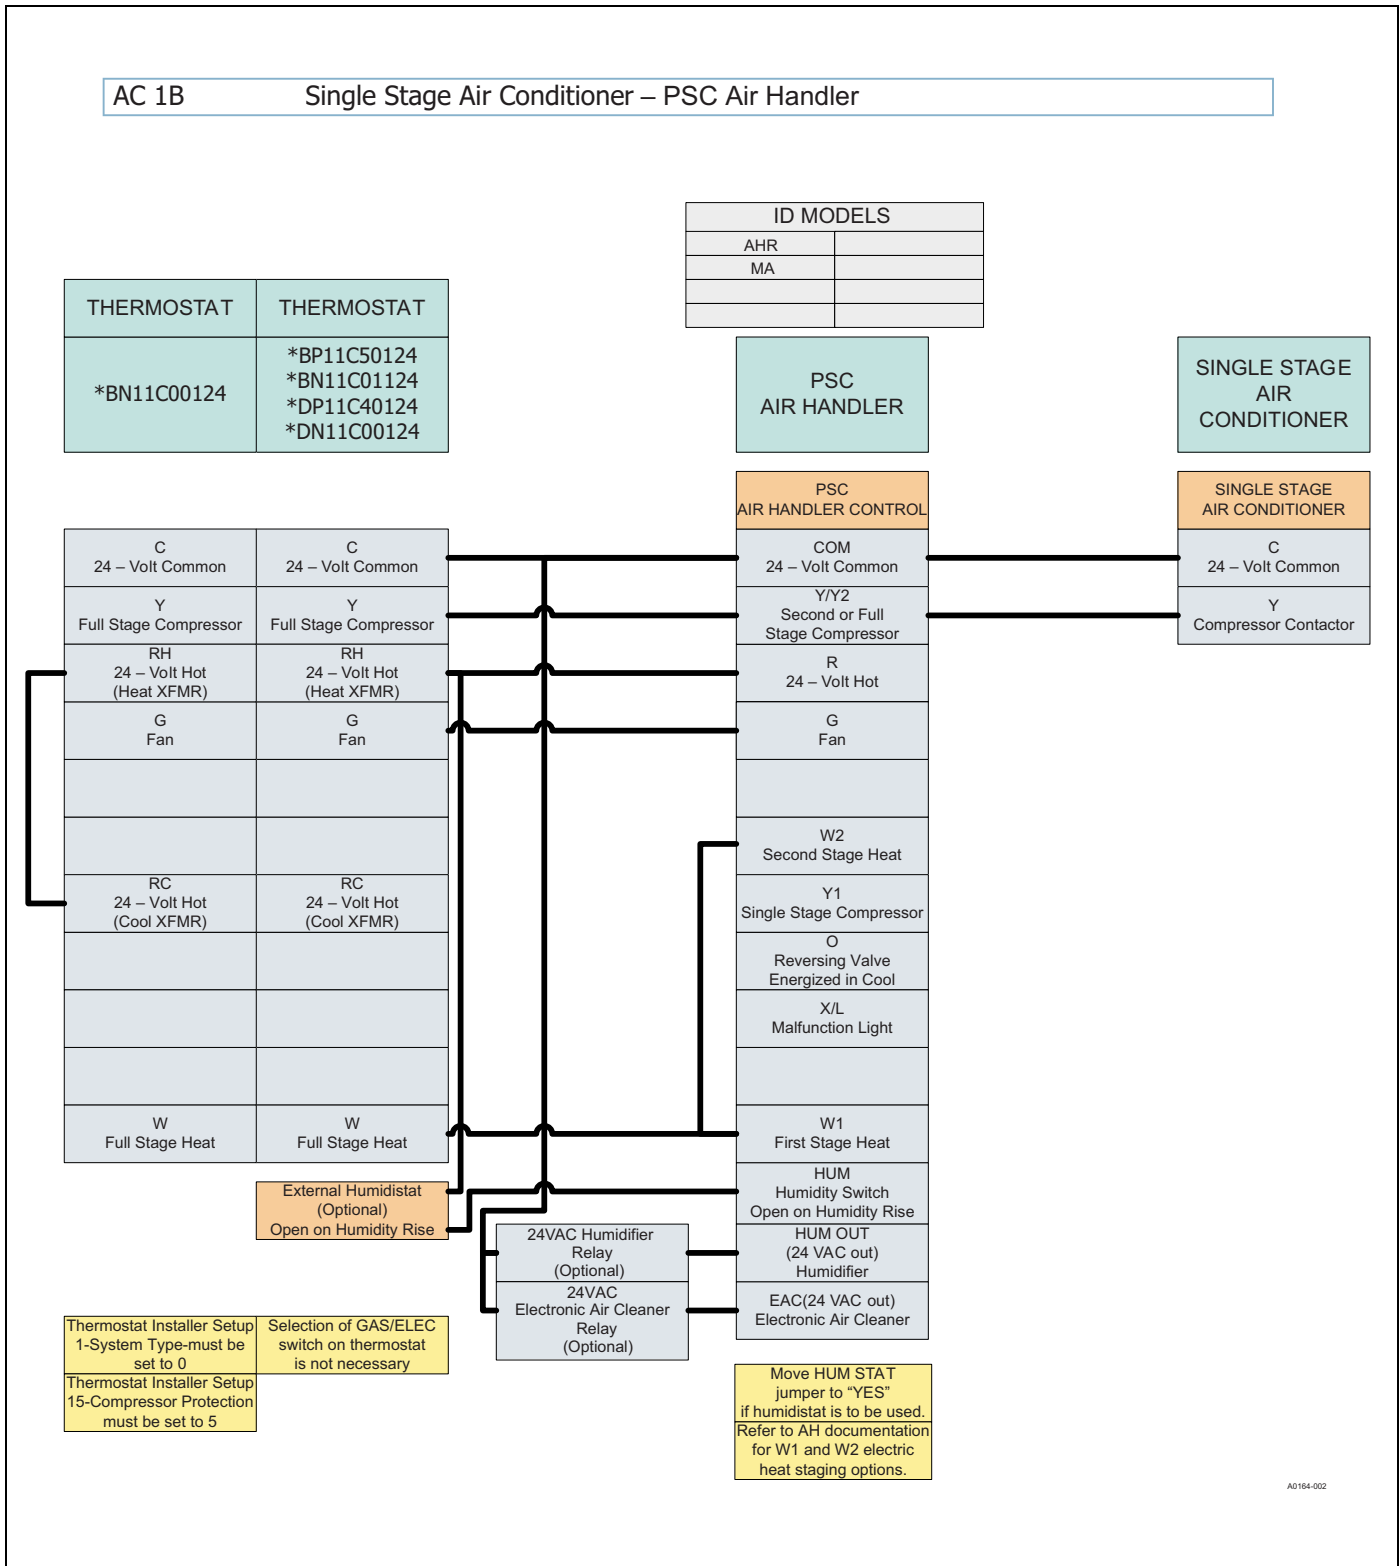 AC 1B Single Stage Air Conditioner – PSC Air Handler
ID MODELS
AHR
MA
THERMOSTAT
*BN11C00124
THERMOSTAT
*BP11C50124
*BN11C01124
*DP11C40124
*DN11C00124
PSC
AIR HANDLER
SINGLE STAGE
AIR
CONDITIONER
C
24 – Volt Common
Y
Full Stage Compressor
RH
24 – Volt Hot
(Heat XFMR)
G
Fan
RC
24 – Volt Hot
(Cool XFMR)
W
Full Stage Heat
C
24 – Volt Common
Y
Full Stage Compressor
RH
24 – Volt Hot
(Heat XFMR)
G
Fan
RC
24 – Volt Hot
(Cool XFMR)
W
Full Stage Heat
External Humidistat
(Optional)
Open on Humidity Rise
24VAC Humidifier
Relay
(Optional)
24VAC
Electronic Air Cleaner
Relay
(Optional)
PSC
AIR HANDLER CONTROL
COM
24 – Volt Common
Y/Y2
Second or Full
Stage Compressor
R
24 – Volt Hot
G
Fan
W2
Second Stage Heat
Y1
Single Stage Compressor
O
Reversing Valve
Energized in Cool
X/L
Malfunction Light
W1
First Stage Heat
HUM
Humidity Switch
Open on Humidity Rise
HUM OUT
(24 VAC out)
Humidifier
EAC(24 VAC out)
Electronic Air Cleaner
SINGLE STAGE
AIR CONDITIONER
C
24 – Volt Common
Y
Compressor Contactor
Thermostat Installer Setup
1-System Type-must be
set to 0
Thermostat Installer Setup
15-Compressor Protection
must be set to 5
Selection of GAS/ELEC
switch on thermostat
is not necessary
Move HUM STAT
jumper to “YES”
if humidistat is to be used.
Refer to AH documentation
for W1 and W2 electric
heat staging options.
A0164-002